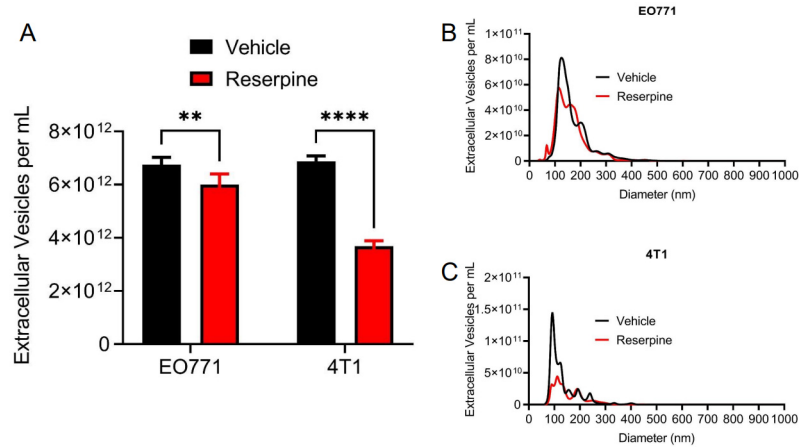 A
Vehicle
Reserpine
Extracellular Vesicles per mL
8×10¹²
6×10¹²
4×10¹²
2×10¹²
0
**
****
EO771
4T1
B
EO771
Extracellular Vesicles per mL
1×10¹¹
8×10¹⁰
6×10¹⁰
4×10¹⁰
2×10¹⁰
0
Vehicle
Reserpine
0 100 200 300 400 500 600 700 800 900 1000
Diameter (nm)
C
4T1
Extracellular Vesicles per mL
2×10¹¹
1.5×10¹¹
1×10¹¹
5×10¹⁰
0
Vehicle
Reserpine
0 100 200 300 400 500 600 700 800 900 1000
Diameter (nm)